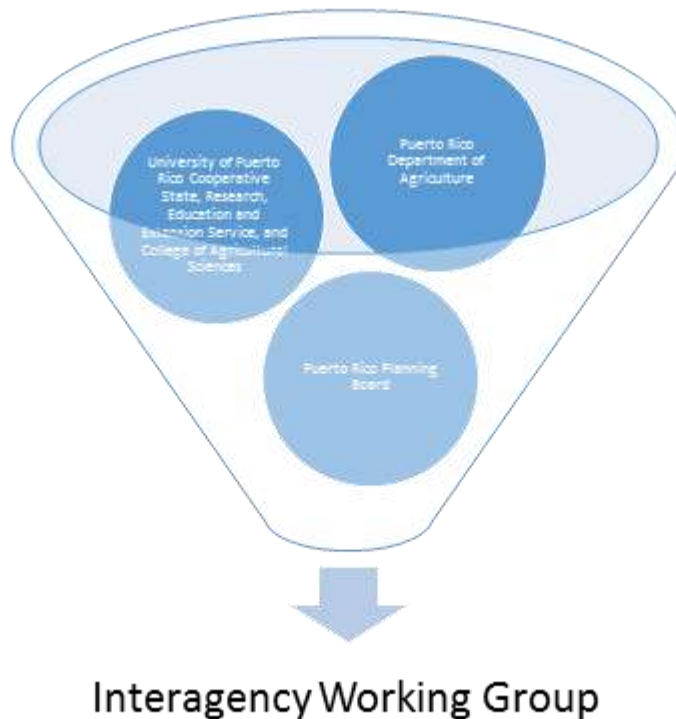 University of Puerto
Rico Cooperative
State, Research,
Education and
Extension Service, and
College of Agricultural
Sciences
Puerto Rico
Department of
Agriculture
Puerto Rico Planning
Board
Interagency Working Group